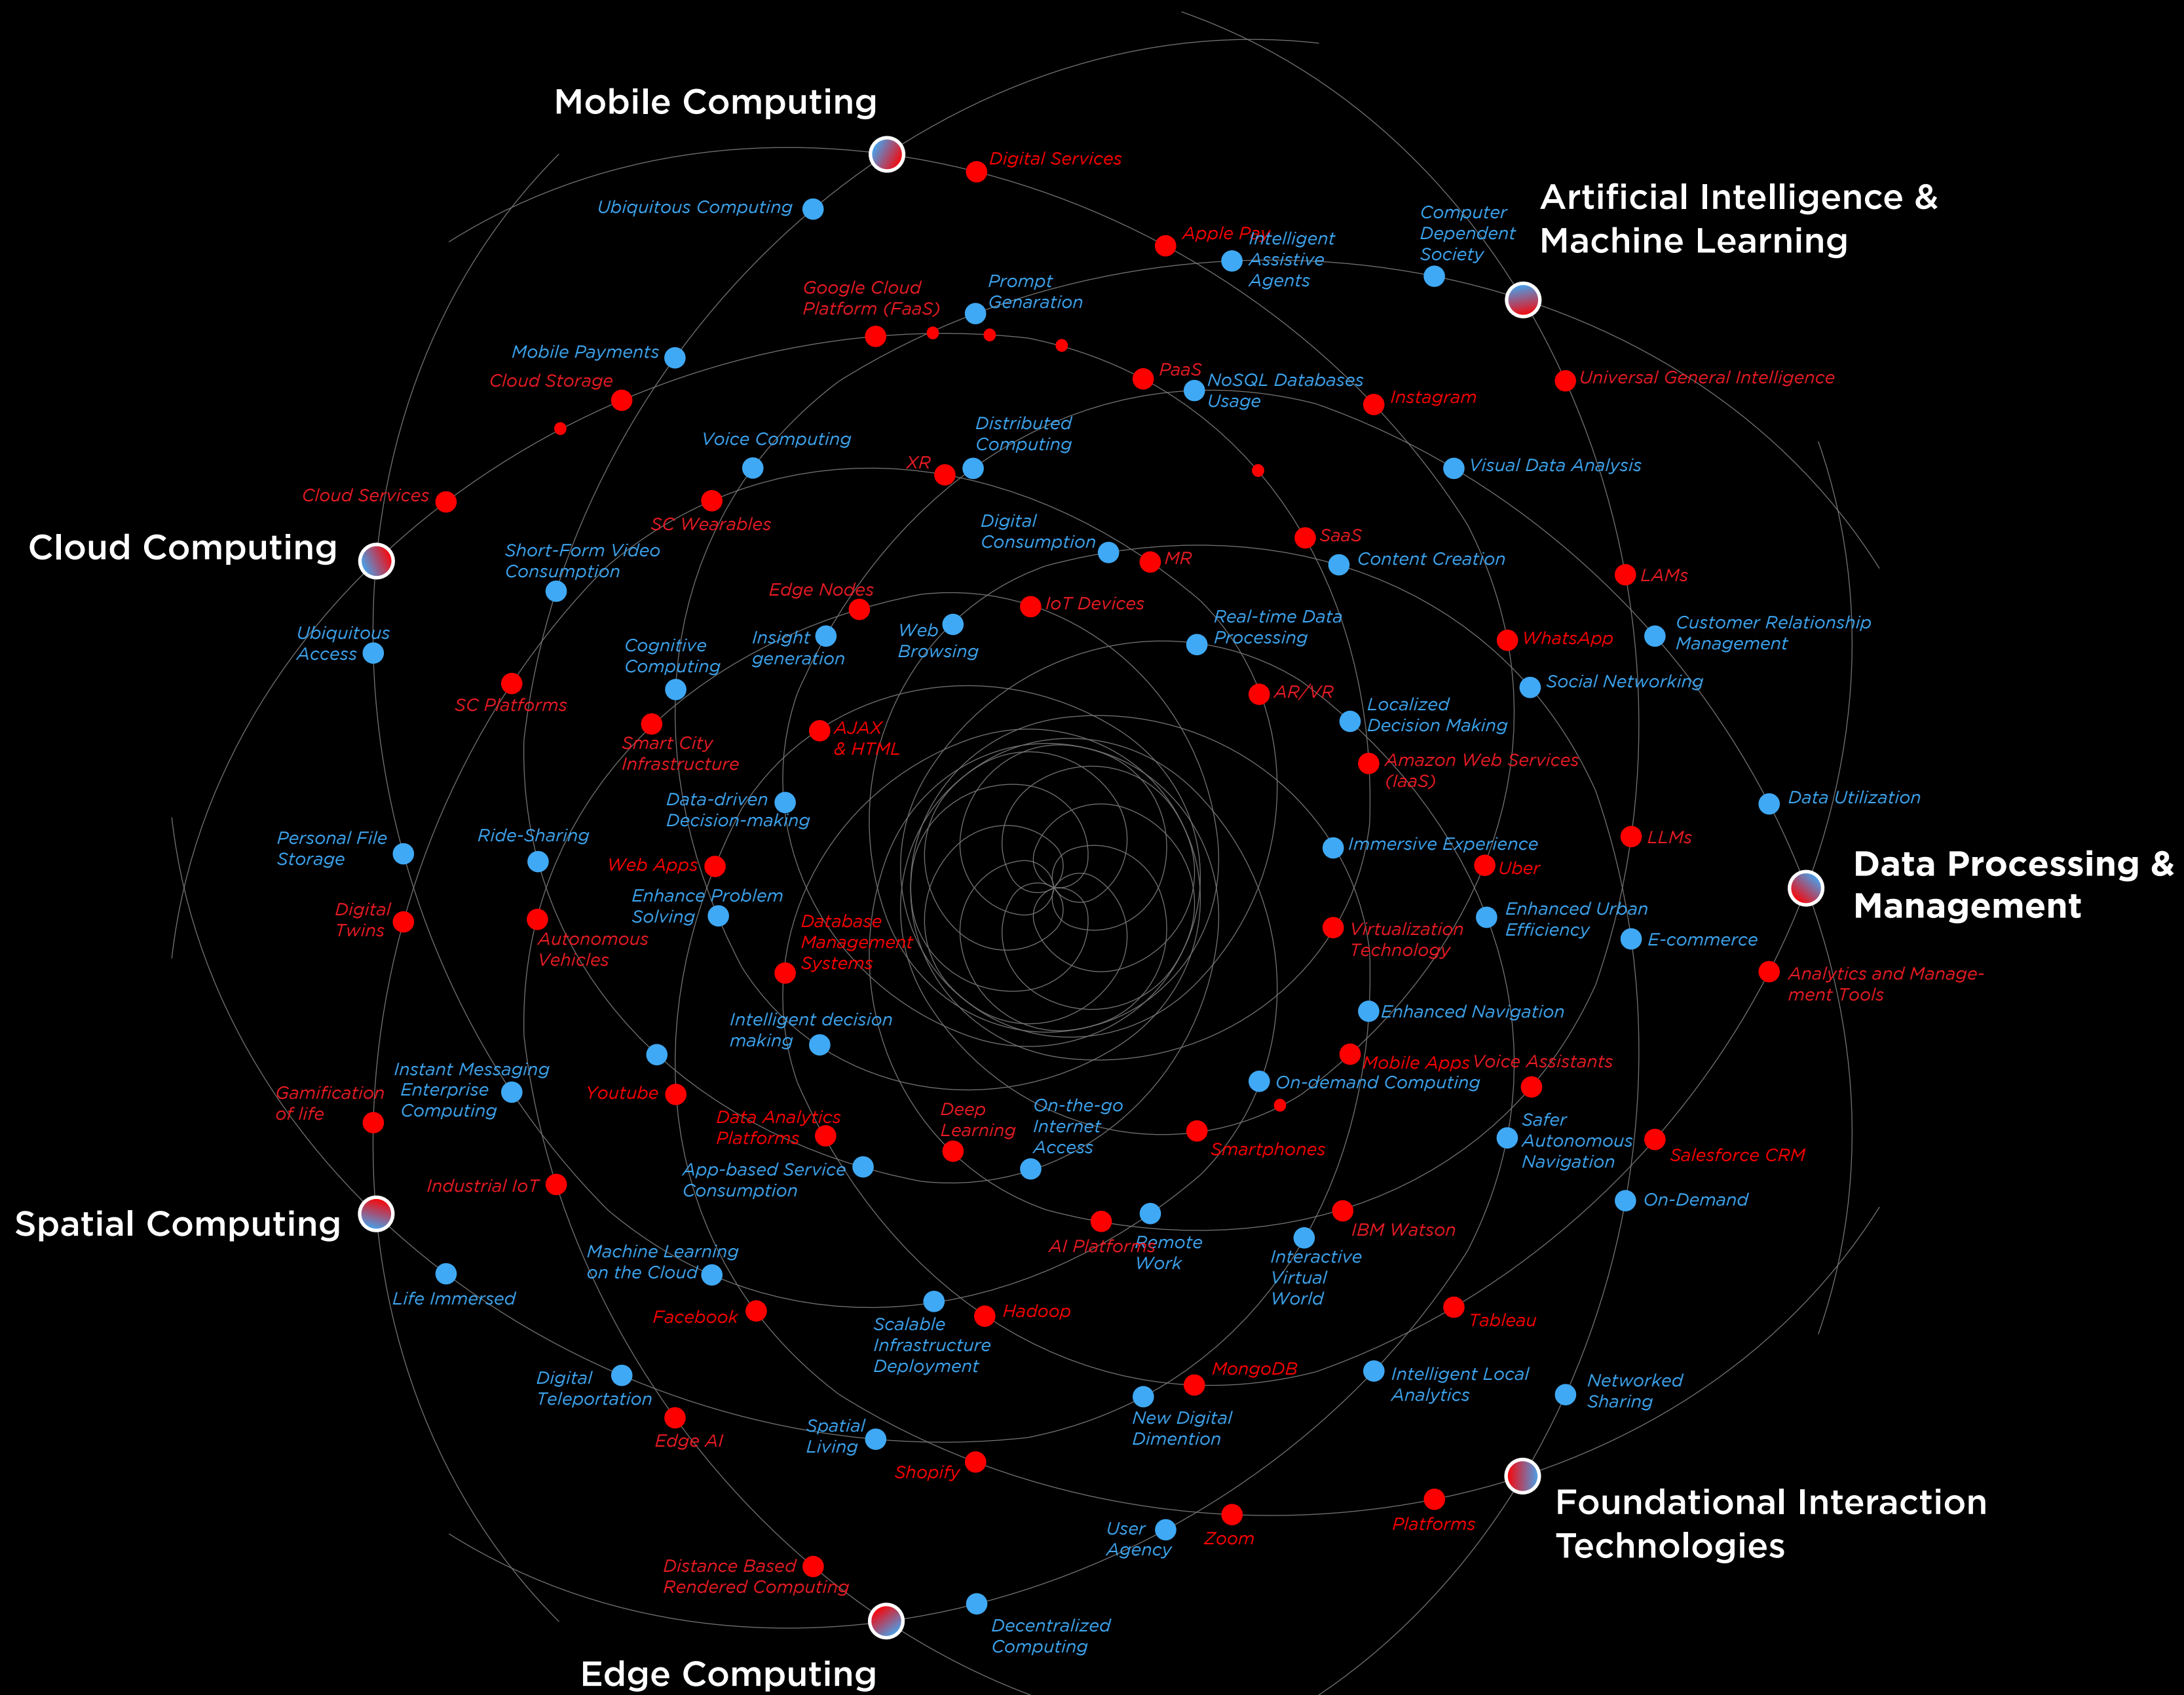 Mobile Computing
Digital Services
Artificial Intelligence &
Machine Learning
Ubiquitous Computing
Computer
Dependent
Society
Apple Pay
Intelligent
Assistive
Agents
Google Cloud
Platform (FaaS)
Prompt
Genaration
Mobile Payments
Cloud Storage
PaaS
NoSQL Databases
Usage
Universal General Intelligence
Instagram
Voice Computing
Distributed
Computing
XR
Visual Data Analysis
Cloud Services
SC Wearables
Cloud Computing
Short-Form Video
Consumption
Digital
Consumption
MR
SaaS
Content Creation
LAMs
Edge Nodes
IoT Devices
Ubiquitous
Access
Cognitive
Computing
Insight
generation
Web
Browsing
Real-time Data
Processing
WhatsApp
Customer Relationship
Management
SC Platforms
AR/VR
Social Networking
Localized
Decision Making
Smart City
Infrastructure
AJAX
& HTML
Amazon Web Services
(IaaS)
Data-driven
Decision-making
Data Utilization
Personal File
Storage
Ride-Sharing
Immersive Experience
LLMs
Web Apps
Uber
Data Processing &
Management
Enhance Problem
Solving
Digital
Twins
Autonomous
Vehicles
Database
Management
Systems
Virtualization
Technology
Enhanced Urban
Efficiency
E-commerce
Analytics and Manage-
ment Tools
Intelligent decision
making
Enhanced Navigation
Instant Messaging
Enterprise
Computing
Gamification
of life
Youtube
Mobile Apps
Voice Assistants
On-demand Computing
Data Analytics
Platforms
Deep
Learning
On-the-go
Internet
Access
Smartphones
Safer
Autonomous
Navigation
Salesforce CRM
App-based Service
Consumption
Industrial IoT
On-Demand
Spatial Computing
Machine Learning
on the Cloud
AI Platforms
Remote
Work
IBM Watson
Interactive
Virtual
World
Life Immersed
Facebook
Scalable
Infrastructure
Deployment
Hadoop
Tableau
Digital
Teleportation
MongoDB
Intelligent Local
Analytics
Networked
Sharing
Edge AI
Spatial
Living
New Digital
Dimention
Shopify
User
Agency
Zoom
Platforms
Foundational Interaction
Technologies
Distance Based
Rendered Computing
Decentralized
Computing
Edge Computing